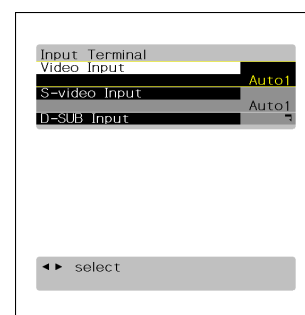 Input Terminal
Video Input
Auto1
S-video Input
Auto1
D-SUB Input
◄► select